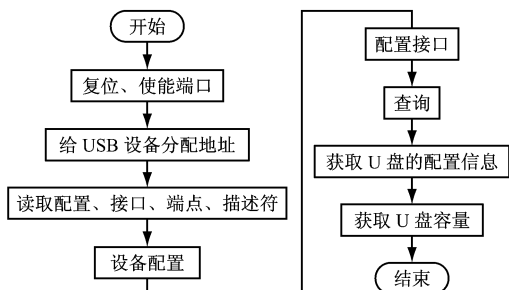 开始
复位、使能端口
给 USB 设备分配地址
读取配置、接口、端点、描述符
设备配置
配置接口
查询
获取 U 盘的配置信息
获取 U 盘容量
结束